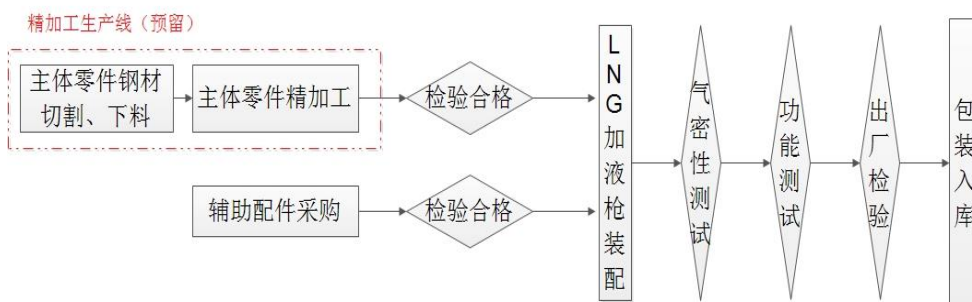 精加工生产线（预留）
主体零件钢材
切割、下料
主体零件精加工
检验合格
辅助配件采购
检验合格
LNG加液枪装配
气密性测试
功能测试
出厂检验
包装入库